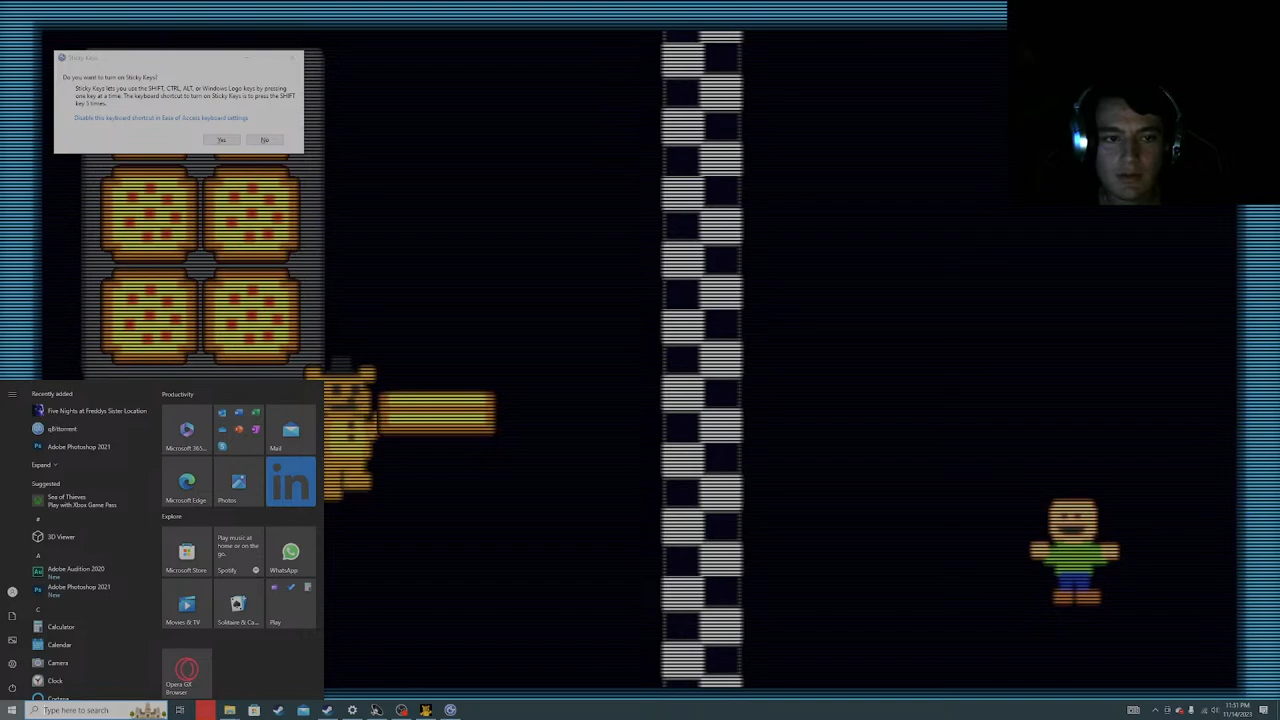 Sticky Keys
Do you want to turn on Sticky Keys?
Sticky Keys lets you use the SHIFT, CTRL, ALT, or Windows Logo keys by pressing
one key at a time. The keyboard shortcut to turn on Sticky Keys is to press the SHIFT
key 5 times.
Disable this keyboard shortcut in Ease of Access keyboard settings
Yes
No
Recently added
Nights at Freddys Sister Location
qBittorrent
Adobe Photoshop 2021
Expand
Suggested
Sea of Thieves
Play with Xbox Game Pass
#
3D Viewer
Adobe Audition 2020
New
Adobe Photoshop 2021
New
Calculator
Calendar
Camera
Clock
Productivity
Microsoft 365...
Mail
Microsoft Edge
Explore
Play music at
home or on the
go.
Microsoft Store
WhatsApp
Movies & TV
Play
Opera GX
Browser
Type here to search
11:51 PM
11/14/2023